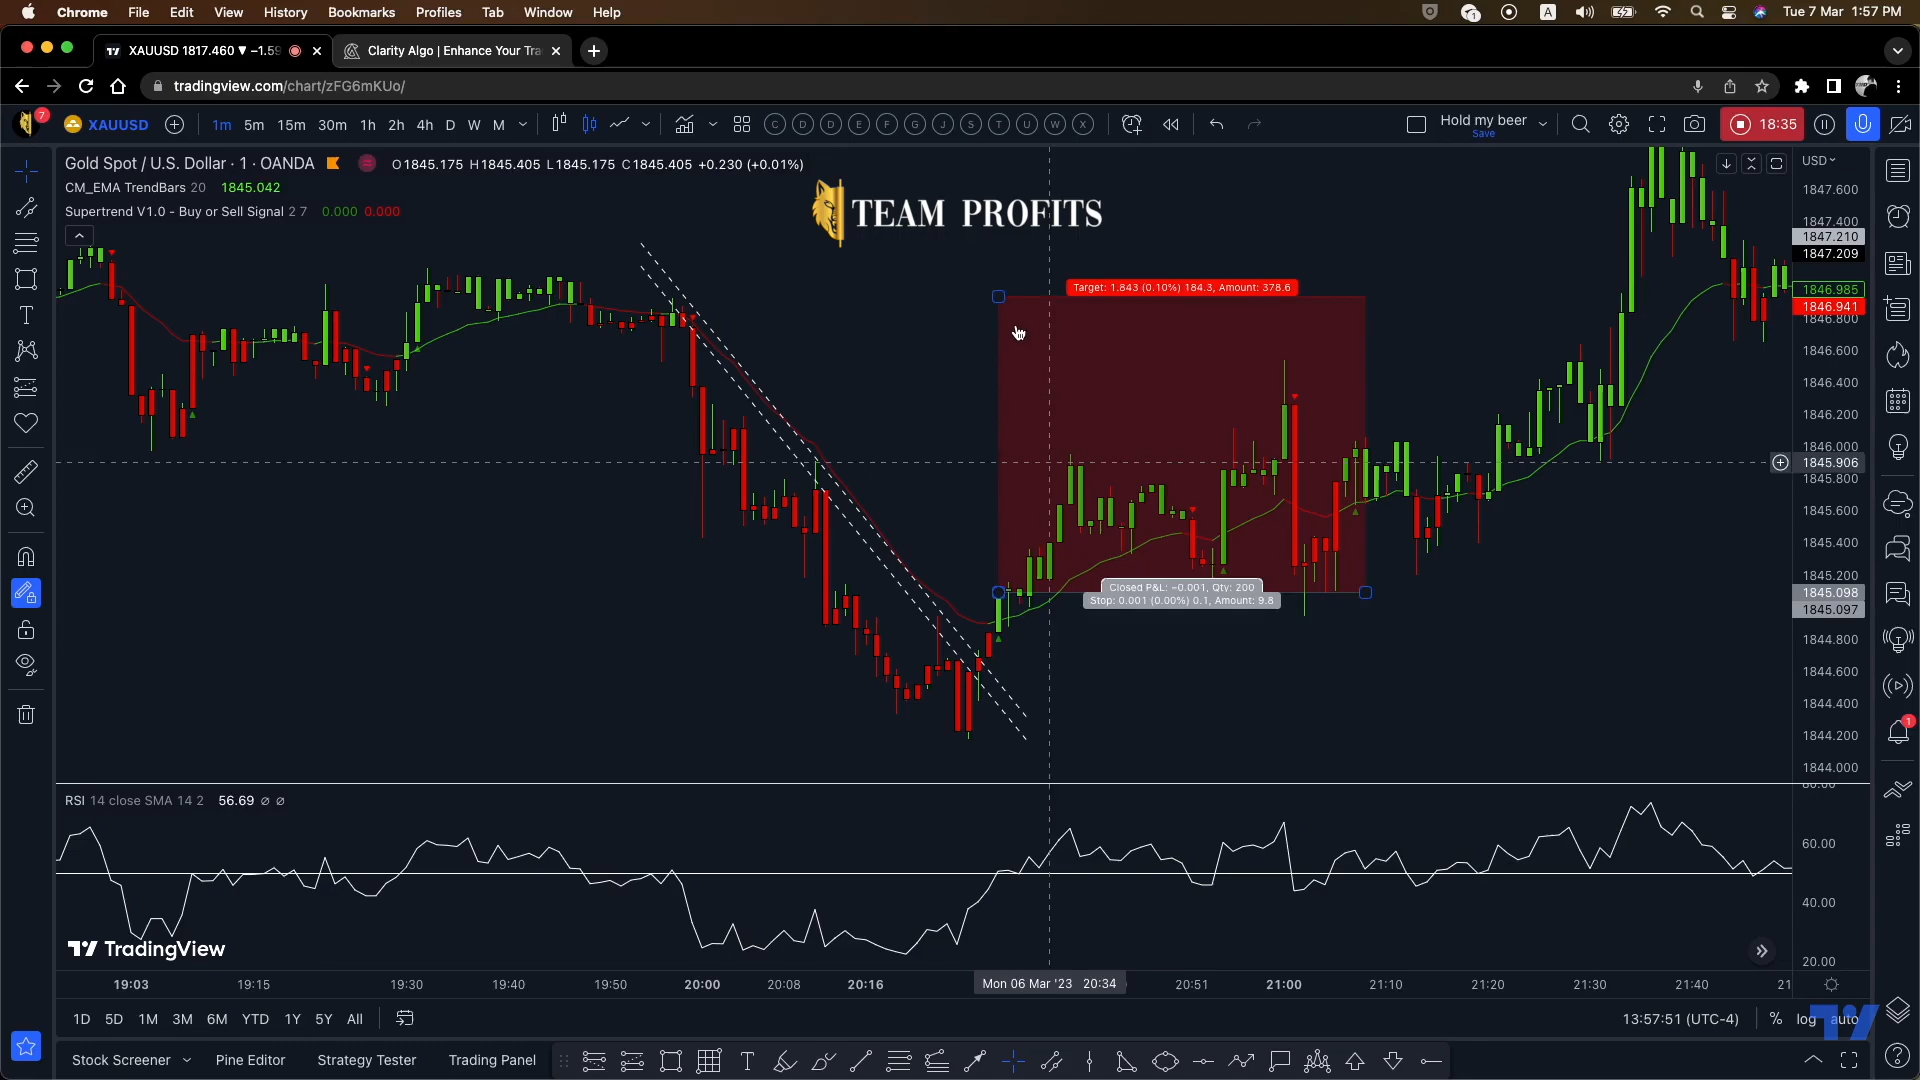 Chrome File Edit View History Bookmarks Profiles Tab Window Help
A Tue 7 Mar 1:57 PM
XAUUSD 1817.460 ▼ −1.59
Clarity Algo | Enhance Your Tra
tradingview.com/chart/zFG6mKUo/
7
XAUUSD 1m 5m 15m 30m 1h 2h 4h D W M
C D D E F G J S T U W X
Hold my beer
Save
18:35
Gold Spot / U.S. Dollar · 1 · OANDA O1845.175 H1845.405 L1845.175 C1845.405 +0.230 (+0.01%)
CM_EMA TrendBars 20 1845.042
Supertrend V1.0 - Buy or Sell Signal 2 7 0.000 0.000
TEAM PROFITS
Target: 1.843 (0.10%) 184.3, Amount: 378.6
Closed P&L: −0.001, Qty: 200
Stop: 0.001 (0.00%) 0.1, Amount: 9.8
USD
1847.600
1847.400
1847.210
1847.209
1846.985
1846.941
1846.800
1846.600
1846.400
1846.200
1846.000
1845.906
1845.800
1845.600
1845.400
1845.200
1845.098
1845.097
1844.800
1844.600
1844.400
1844.200
1844.000
1
RSI 14 close SMA 14 2 56.69 ∅ ∅
80.00
60.00
40.00
20.00
TradingView
19:03 19:15 19:30 19:40 19:50 20:00 20:08 20:16 Mon 06 Mar '23 20:34 20:51 21:00 21:10 21:20 21:30 21:40 21
1D 5D 1M 3M 6M YTD 1Y 5Y All
13:57:51 (UTC-4) % log auto
Stock Screener Pine Editor Strategy Tester Trading Panel